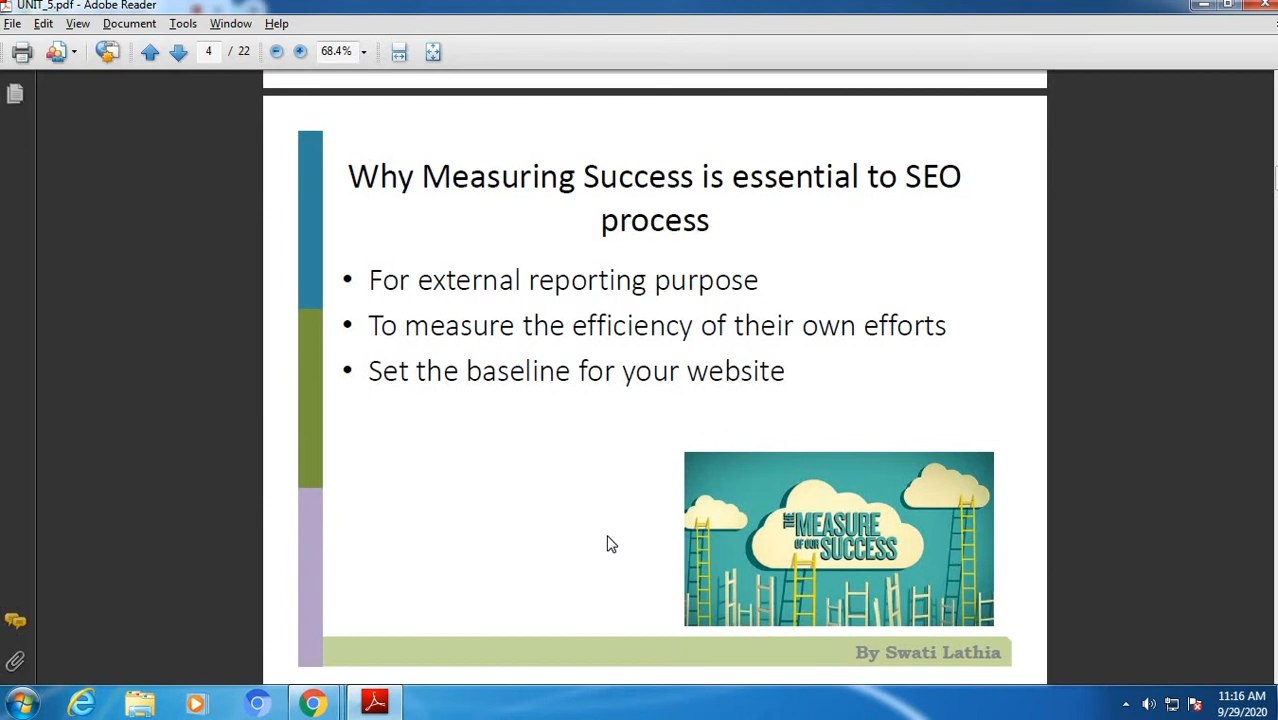 UNIT_5.pdf - Adobe Reader
File Edit View Document Tools Window Help
4 / 22 68.4%
Why Measuring Success is essential to SEO
process
• For external reporting purpose
• To measure the efficiency of their own efforts
• Set the baseline for your website
THE MEASURE
OF OUR SUCCESS
By Swati Lathia
11:16 AM
9/29/2020